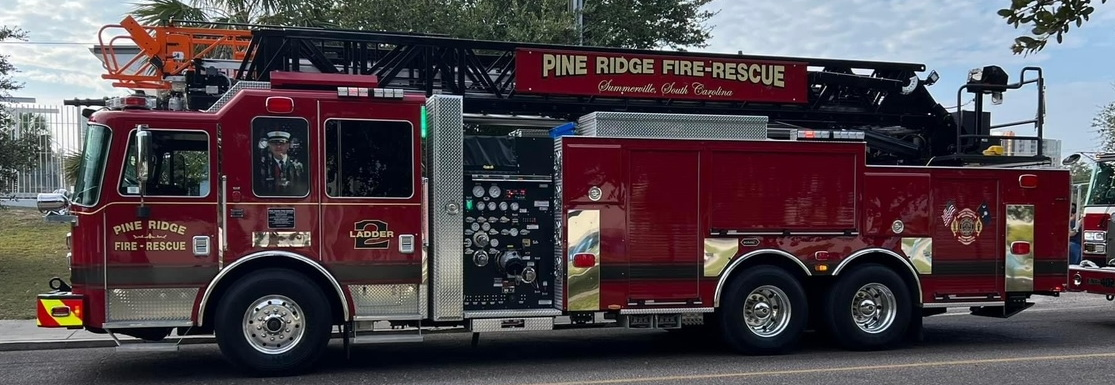 PINE RIDGE FIRE-RESCUE
Summerville, South Carolina
PINE RIDGE
FIRE-RESCUE
2
LADDER